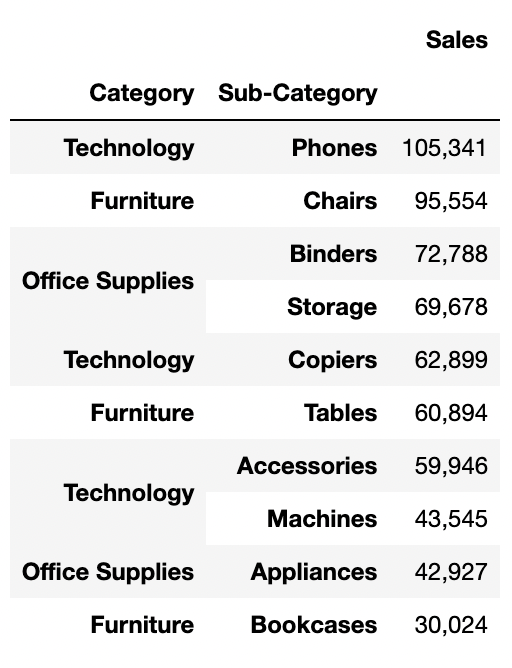 Sales
Category Sub-Category
Technology Phones 105,341
Furniture Chairs 95,554
Office Supplies Binders 72,788
Storage 69,678
Technology Copiers 62,899
Furniture Tables 60,894
Technology Accessories 59,946
Machines 43,545
Office Supplies Appliances 42,927
Furniture Bookcases 30,024